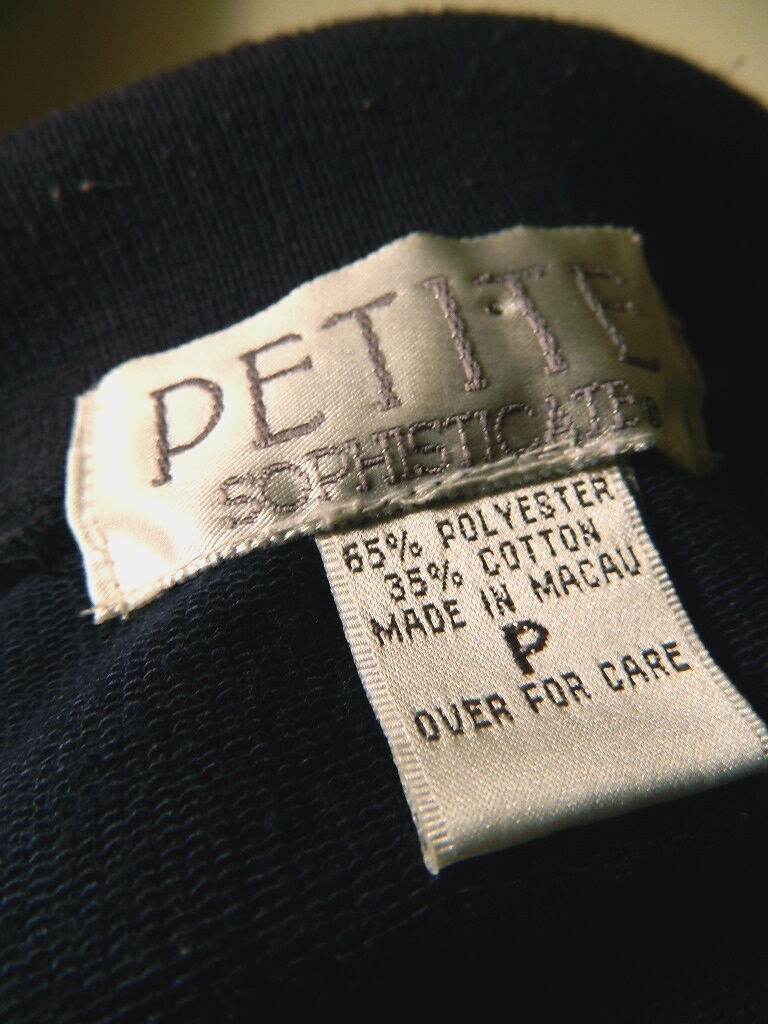 PETITE
SOPHISTICATE®
65% POLYESTER
35% COTTON
MADE IN MACAU
P
OVER FOR CARE